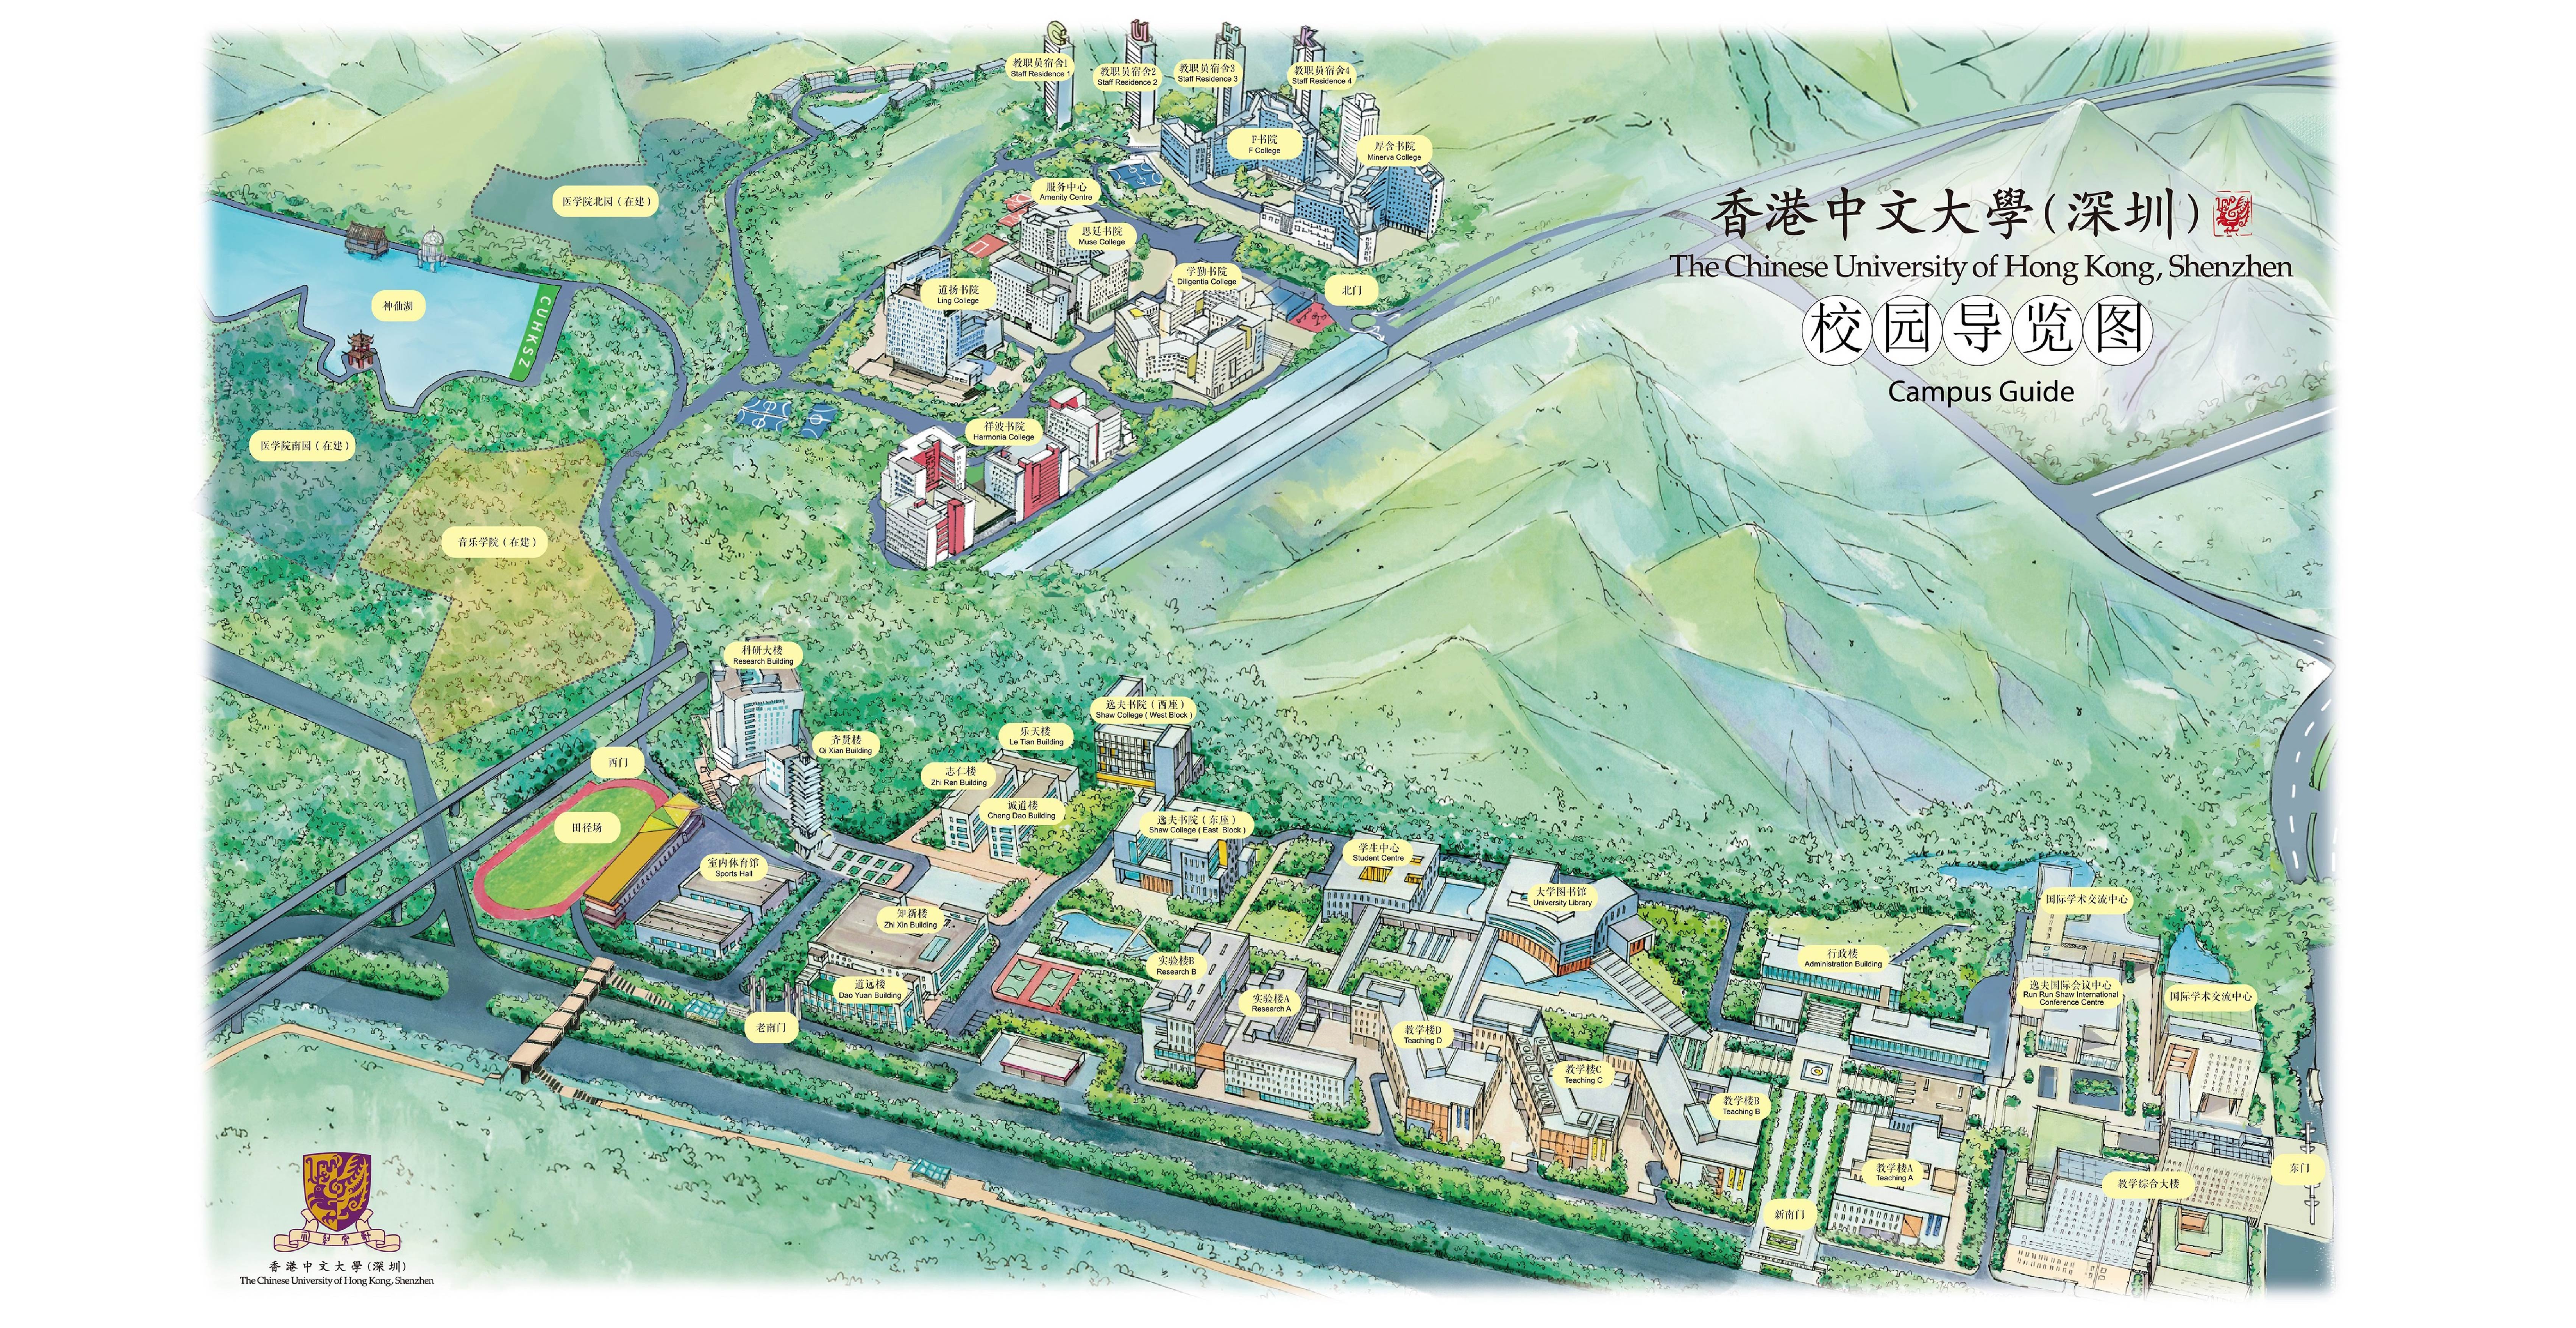 C U H K
教职员宿舍1
Staff Residence 1
教职员宿舍2
Staff Residence 2
教职员宿舍3
Staff Residence 3
教职员宿舍4
Staff Residence 4
F书院
F College
厚含书院
Minerva College
医学院北园（在建）
服务中心
Amenity Centre
思廷书院
Muse College
香港中文大學（深圳）
The Chinese University of Hong Kong, Shenzhen
校园导览图
Campus Guide
神仙湖
CUHKSZ
道扬书院
Ling College
学勤书院
Diligentia College
北门
医学院南园（在建）
祥波书院
Harmonia College
音乐学院（在建）
科研大楼
Research Building
西门
齐贤楼
Qi Xian Building
乐天楼
Le Tian Building
逸夫书院（西座）
Shaw College ( West Block )
志仁楼
Zhi Ren Building
诚道楼
Cheng Dao Building
田径场
逸夫书院（东座）
Shaw College ( East Block )
室内体育馆
Sports Hall
学生中心
Student Centre
大学图书馆
University Library
国际学术交流中心
知新楼
Zhi Xin Building
行政楼
Administration Building
实验楼B
Research B
道远楼
Dao Yuan Building
实验楼A
Research A
逸夫国际会议中心
Run Run Shaw International
Conference Centre
国际学术交流中心
老南门
教学楼D
Teaching D
教学楼C
Teaching C
教学楼B
Teaching B
教学楼A
Teaching A
教学综合大楼
东门
新南门
香港中文大學（深圳）
The Chinese University of Hong Kong, Shenzhen